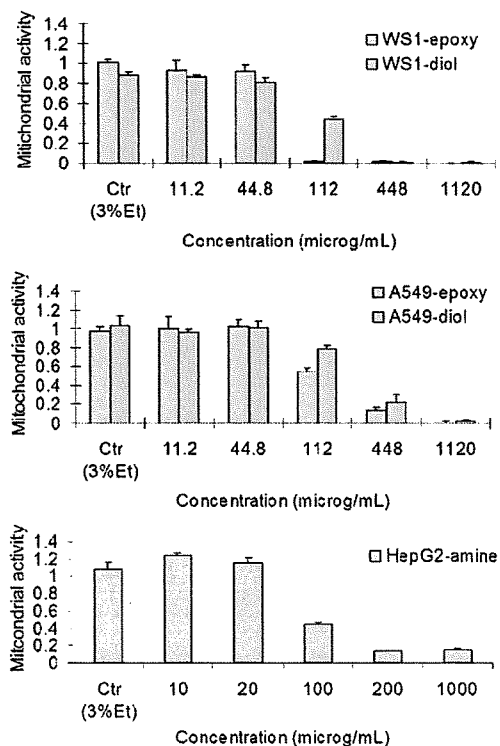 Mitichondrial activity
1.4
1.2
1
0.8
0.6
0.4
0.2
0
WS1-epoxy
WS1-diol
Ctr 11.2 44.8 112 448 1120
(3%Et)
Concentration (microg/mL)
Mitochondrial activity
1.4
1.2
1
0.8
0.6
0.4
0.2
0
A549-epoxy
A549-diol
Ctr 11.2 44.8 112 448 1120
(3%Et)
Concentration (microg/mL)
Mitcondrial activity
1.4
1.2
1
0.8
0.6
0.4
0.2
0
HepG2-amine
Ctr 10 20 100 200 1000
(3%Et)
Concentration (microg/mL)